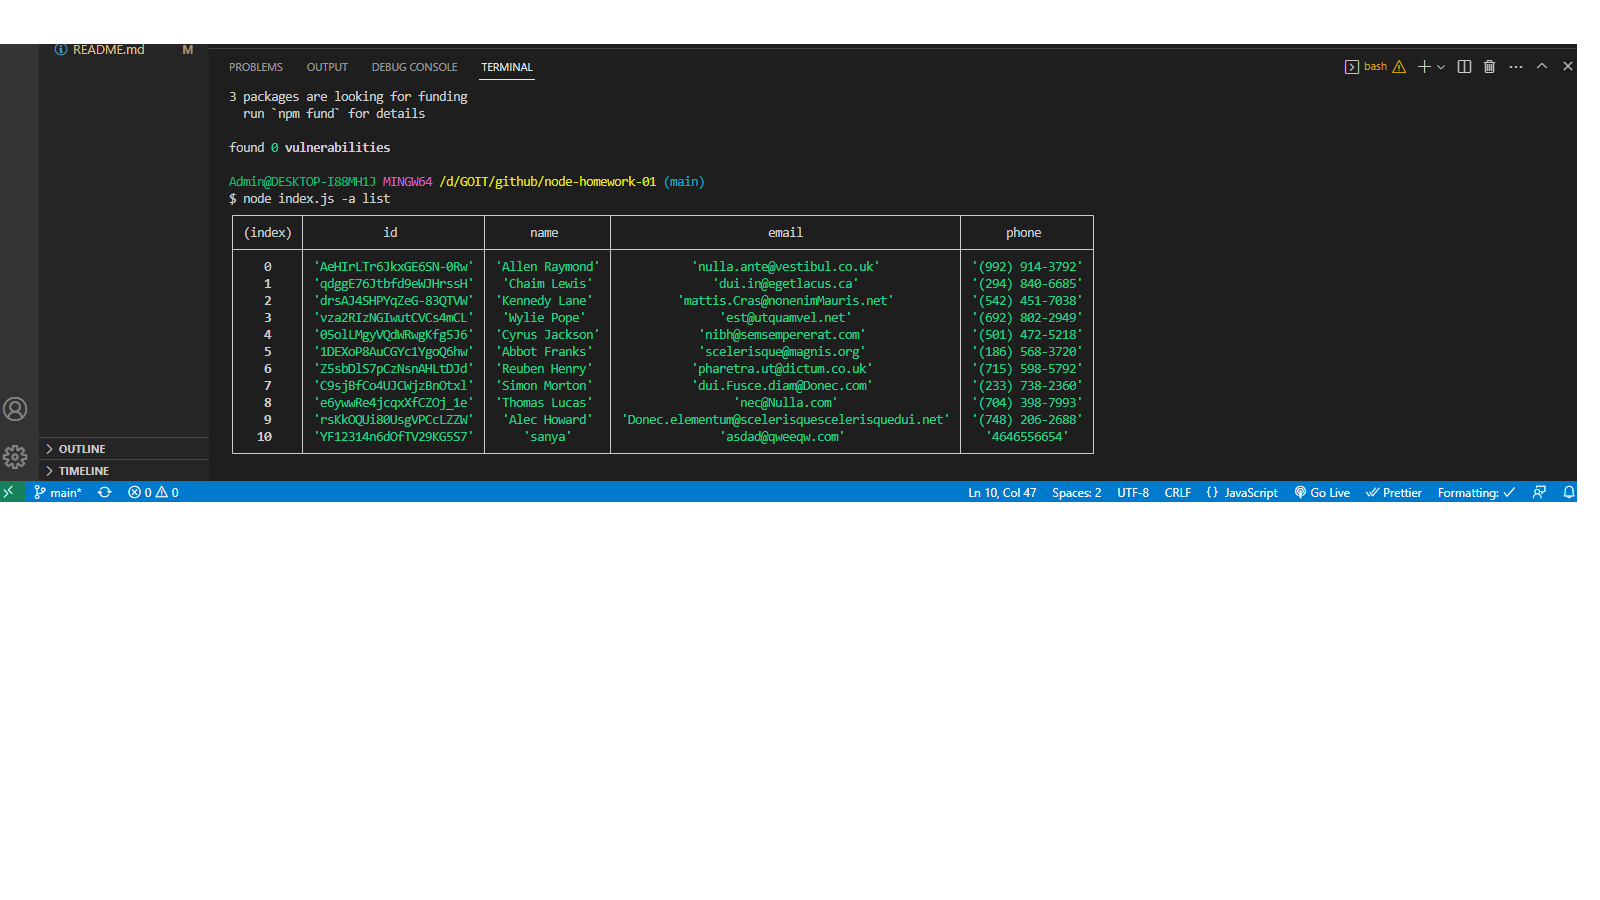 README.md M
PROBLEMS OUTPUT DEBUG CONSOLE TERMINAL bash
3 packages are looking for funding
run `npm fund` for details
found 0 vulnerabilities
Admin@DESKTOP-I88MH1J MINGW64 /d/GOIT/github/node-homework-01 (main)
$ node index.js -a list
(index) id name email phone
0 'AeHIrLTr6JkxGE6SN-0Rw' 'Allen Raymond' 'nulla.ante@vestibul.co.uk' '(992) 914-3792'
1 'qdggE76Jtbfd9eWJHrssH' 'Chaim Lewis' 'dui.in@egetlacus.ca' '(294) 840-6685'
2 'drsAJ4SHPYqZeG-83QTVW' 'Kennedy Lane' 'mattis.Cras@nonenimMauris.net' '(542) 451-7038'
3 'vza2RIzNGIwutCVCs4mCL' 'Wylie Pope' 'est@utquamvel.net' '(692) 802-2949'
4 '05olLMgyVQdWRwgKfg5J6' 'Cyrus Jackson' 'nibh@semsempererat.com' '(501) 472-5218'
5 '1DEXoP8AuCGYc1YgoQ6hw' 'Abbot Franks' 'scelerisque@magnis.org' '(186) 568-3720'
6 'Z5sbDlS7pCzNsnAHLtDJd' 'Reuben Henry' 'pharetra.ut@dictum.co.uk' '(715) 598-5792'
7 'C9sjBfCo4UJCWjzBnOtxl' 'Simon Morton' 'dui.Fusce.diam@Donec.com' '(233) 738-2360'
8 'e6ywwRe4jcqxXfCZOj_1e' 'Thomas Lucas' 'nec@Nulla.com' '(704) 398-7993'
9 'rsKkOQUi80UsgVPCcLZZW' 'Alec Howard' 'Donec.elementum@scelerisquescelerisquedui.net' '(748) 206-2688'
10 'YF12314n6dOfTV29KG5S7' 'sanya' 'asdad@qweeqw.com' '4646556654'
OUTLINE
TIMELINE
main* 0 0 Ln 10, Col 47 Spaces: 2 UTF-8 CRLF {} JavaScript Go Live Prettier Formatting: